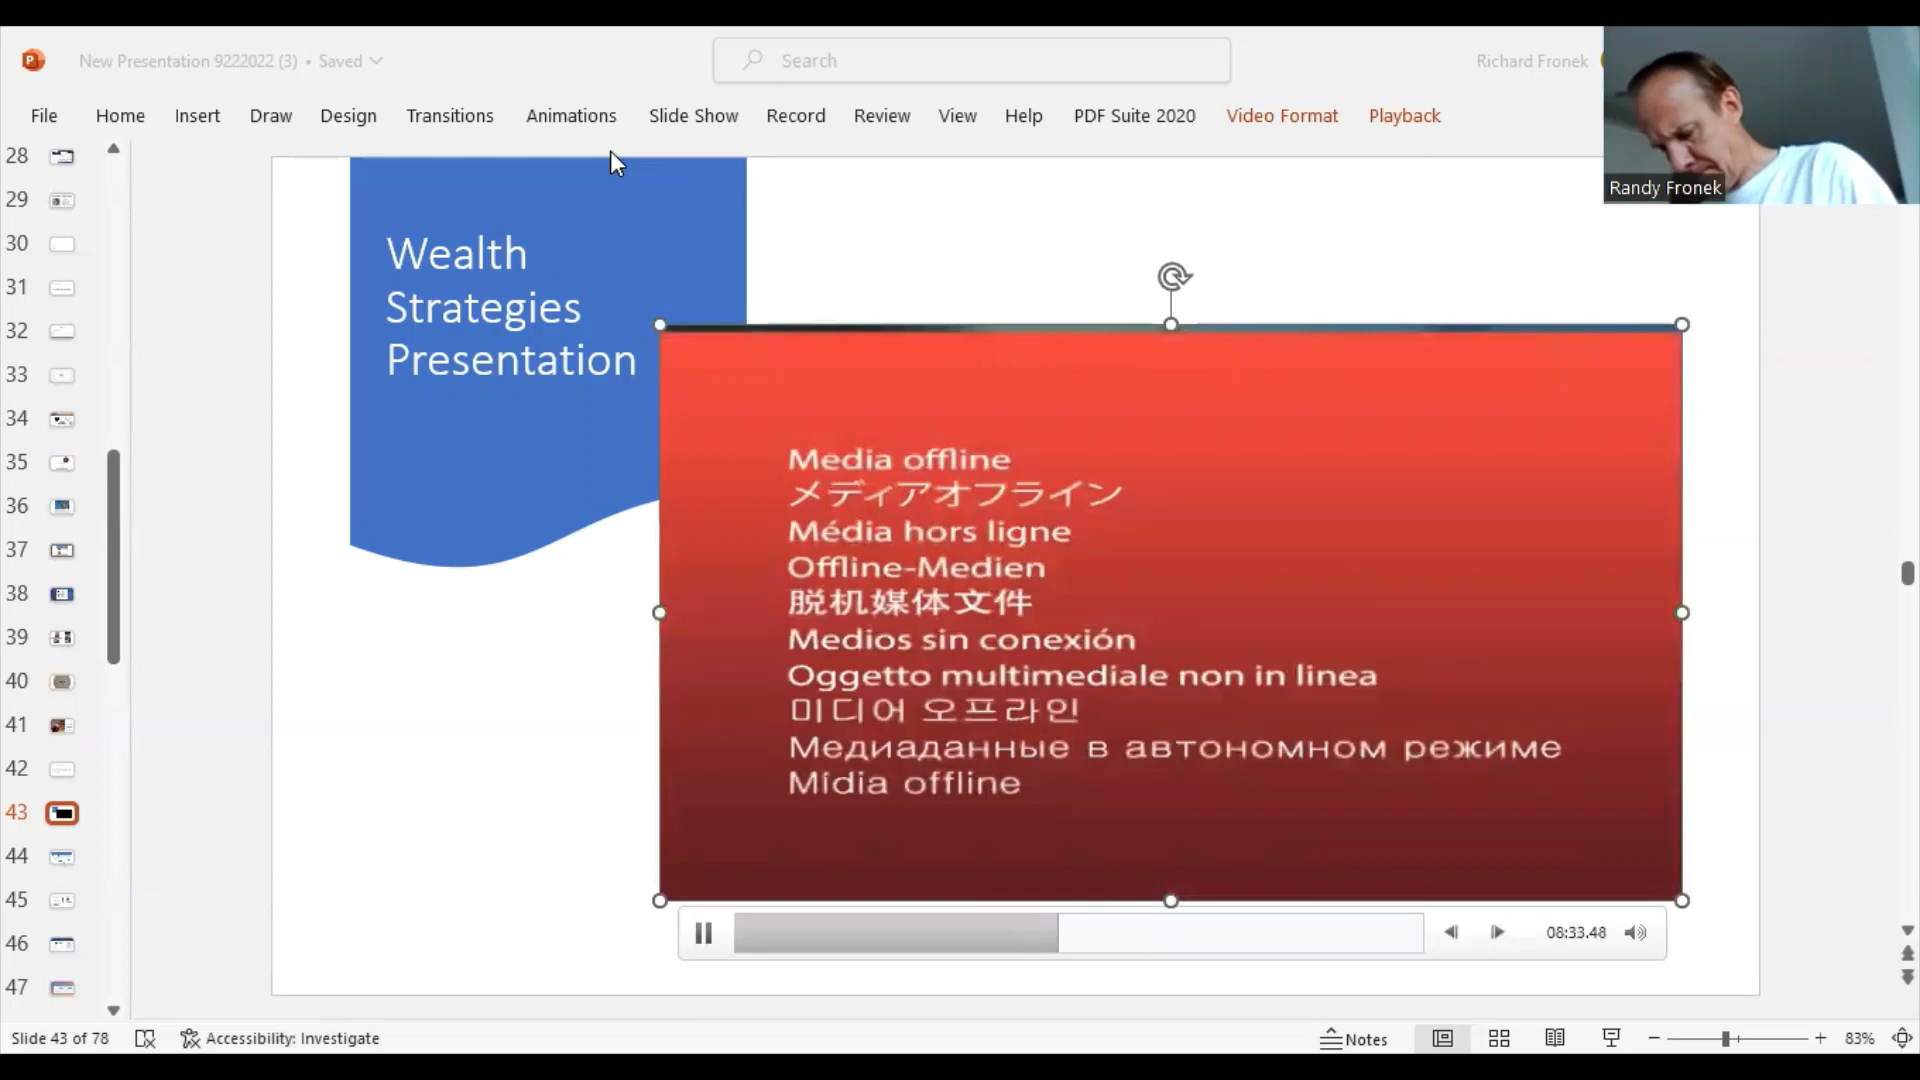 New Presentation 9222022 (3) • Saved
Search
Richard Fronek
File Home Insert Draw Design Transitions Animations Slide Show Record Review View Help PDF Suite 2020 Video Format Playback
Randy Fronek
28
29
30
31
32
33
34
35
36
37
38
39
40
41
42
43
44
45
46
47
Wealth
Strategies
Presentation
Media offline
メディアオフライン
Média hors ligne
Offline-Medien
脱机媒体文件
Medios sin conexión
Oggetto multimediale non in linea
미디어 오프라인
Медиаданные в автономном режиме
Mídia offline
08:33.48
Slide 43 of 78 Accessibility: Investigate Notes 83%